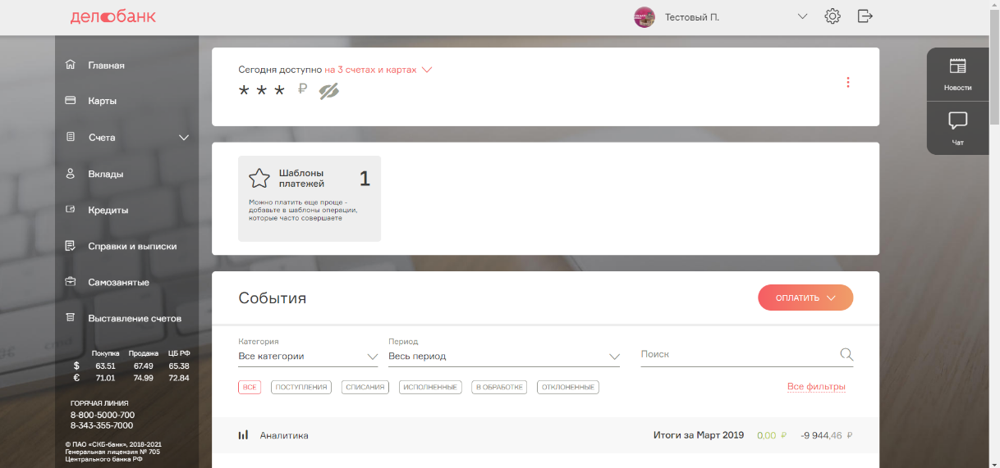 делобанк
Тестовый П.
Главная
Карты
Счета
Вклады
Кредиты
Справки и выписки
Самозанятые
Выставление счетов
Покупка Продажа ЦБ РФ
$ 63.51 67.49 65.38
€ 71.01 74.99 72.84
ГОРЯЧАЯ ЛИНИЯ
8-800-5000-700
8-343-355-7000
© ПАО «СКБ-банк», 2018-2021
Генеральная лицензия № 705
Центрального банка РФ
Сегодня доступно на 3 счетах и картах
* * * ₽
Шаблоны
платежей
1
Можно платить еще проще -
добавьте в шаблоны операции,
которые часто совершаете
События
ОПЛАТИТЬ
Категория
Все категории
Период
Весь период
Поиск
ВСЕ ПОСТУПЛЕНИЯ СПИСАНИЯ ИСПОЛНЕННЫЕ В ОБРАБОТКЕ ОТКЛОНЕННЫЕ
Все фильтры
Аналитика
Итоги за Март 2019 0,00 ₽ -9 944,46 ₽
Новости
Чат